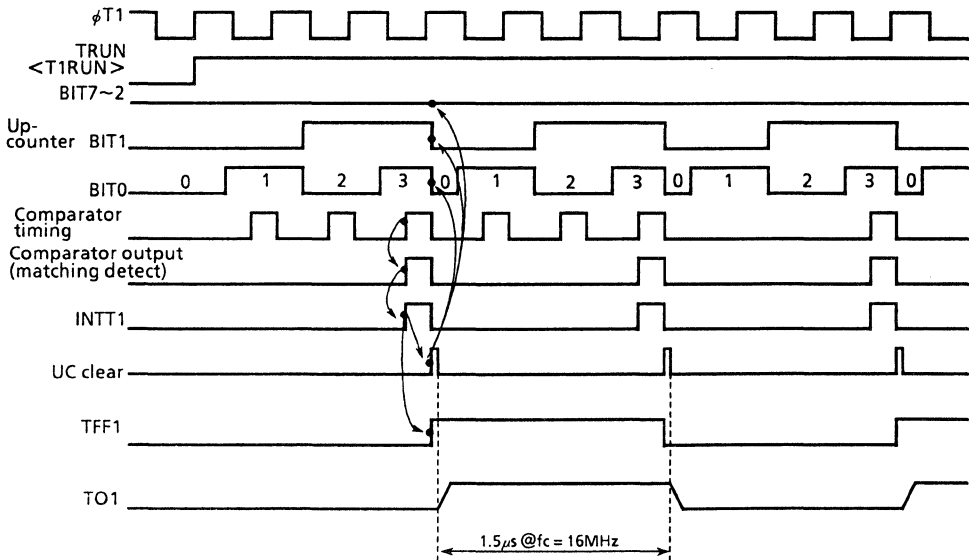 φT1
TRUN
<T1RUN>
BIT7~2
Up-
counter BIT1
BIT0 0 1 2 3 0 1 2 3 0 1 2 3 0
Comparator
timing
Comparator output
(matching detect)
INTT1
UC clear
TFF1
TO1
1.5μs @fc = 16MHz